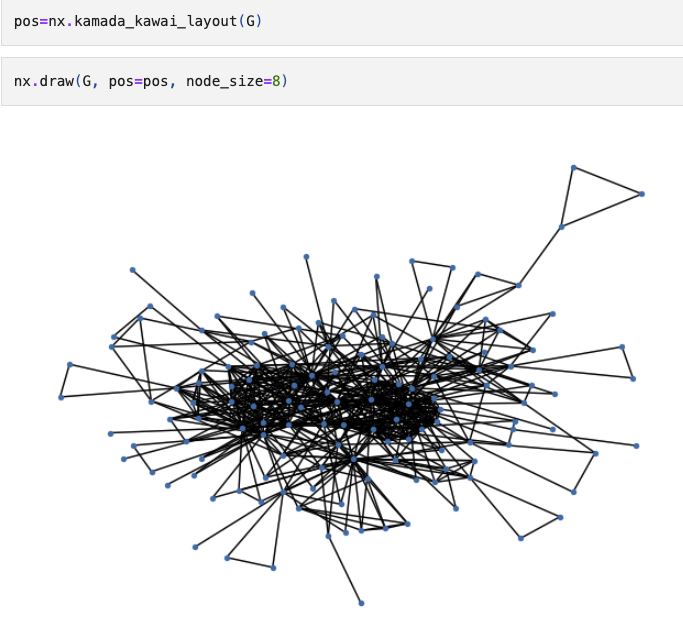 pos=nx.kamada_kawai_layout(G)
nx.draw(G, pos=pos, node_size=8)